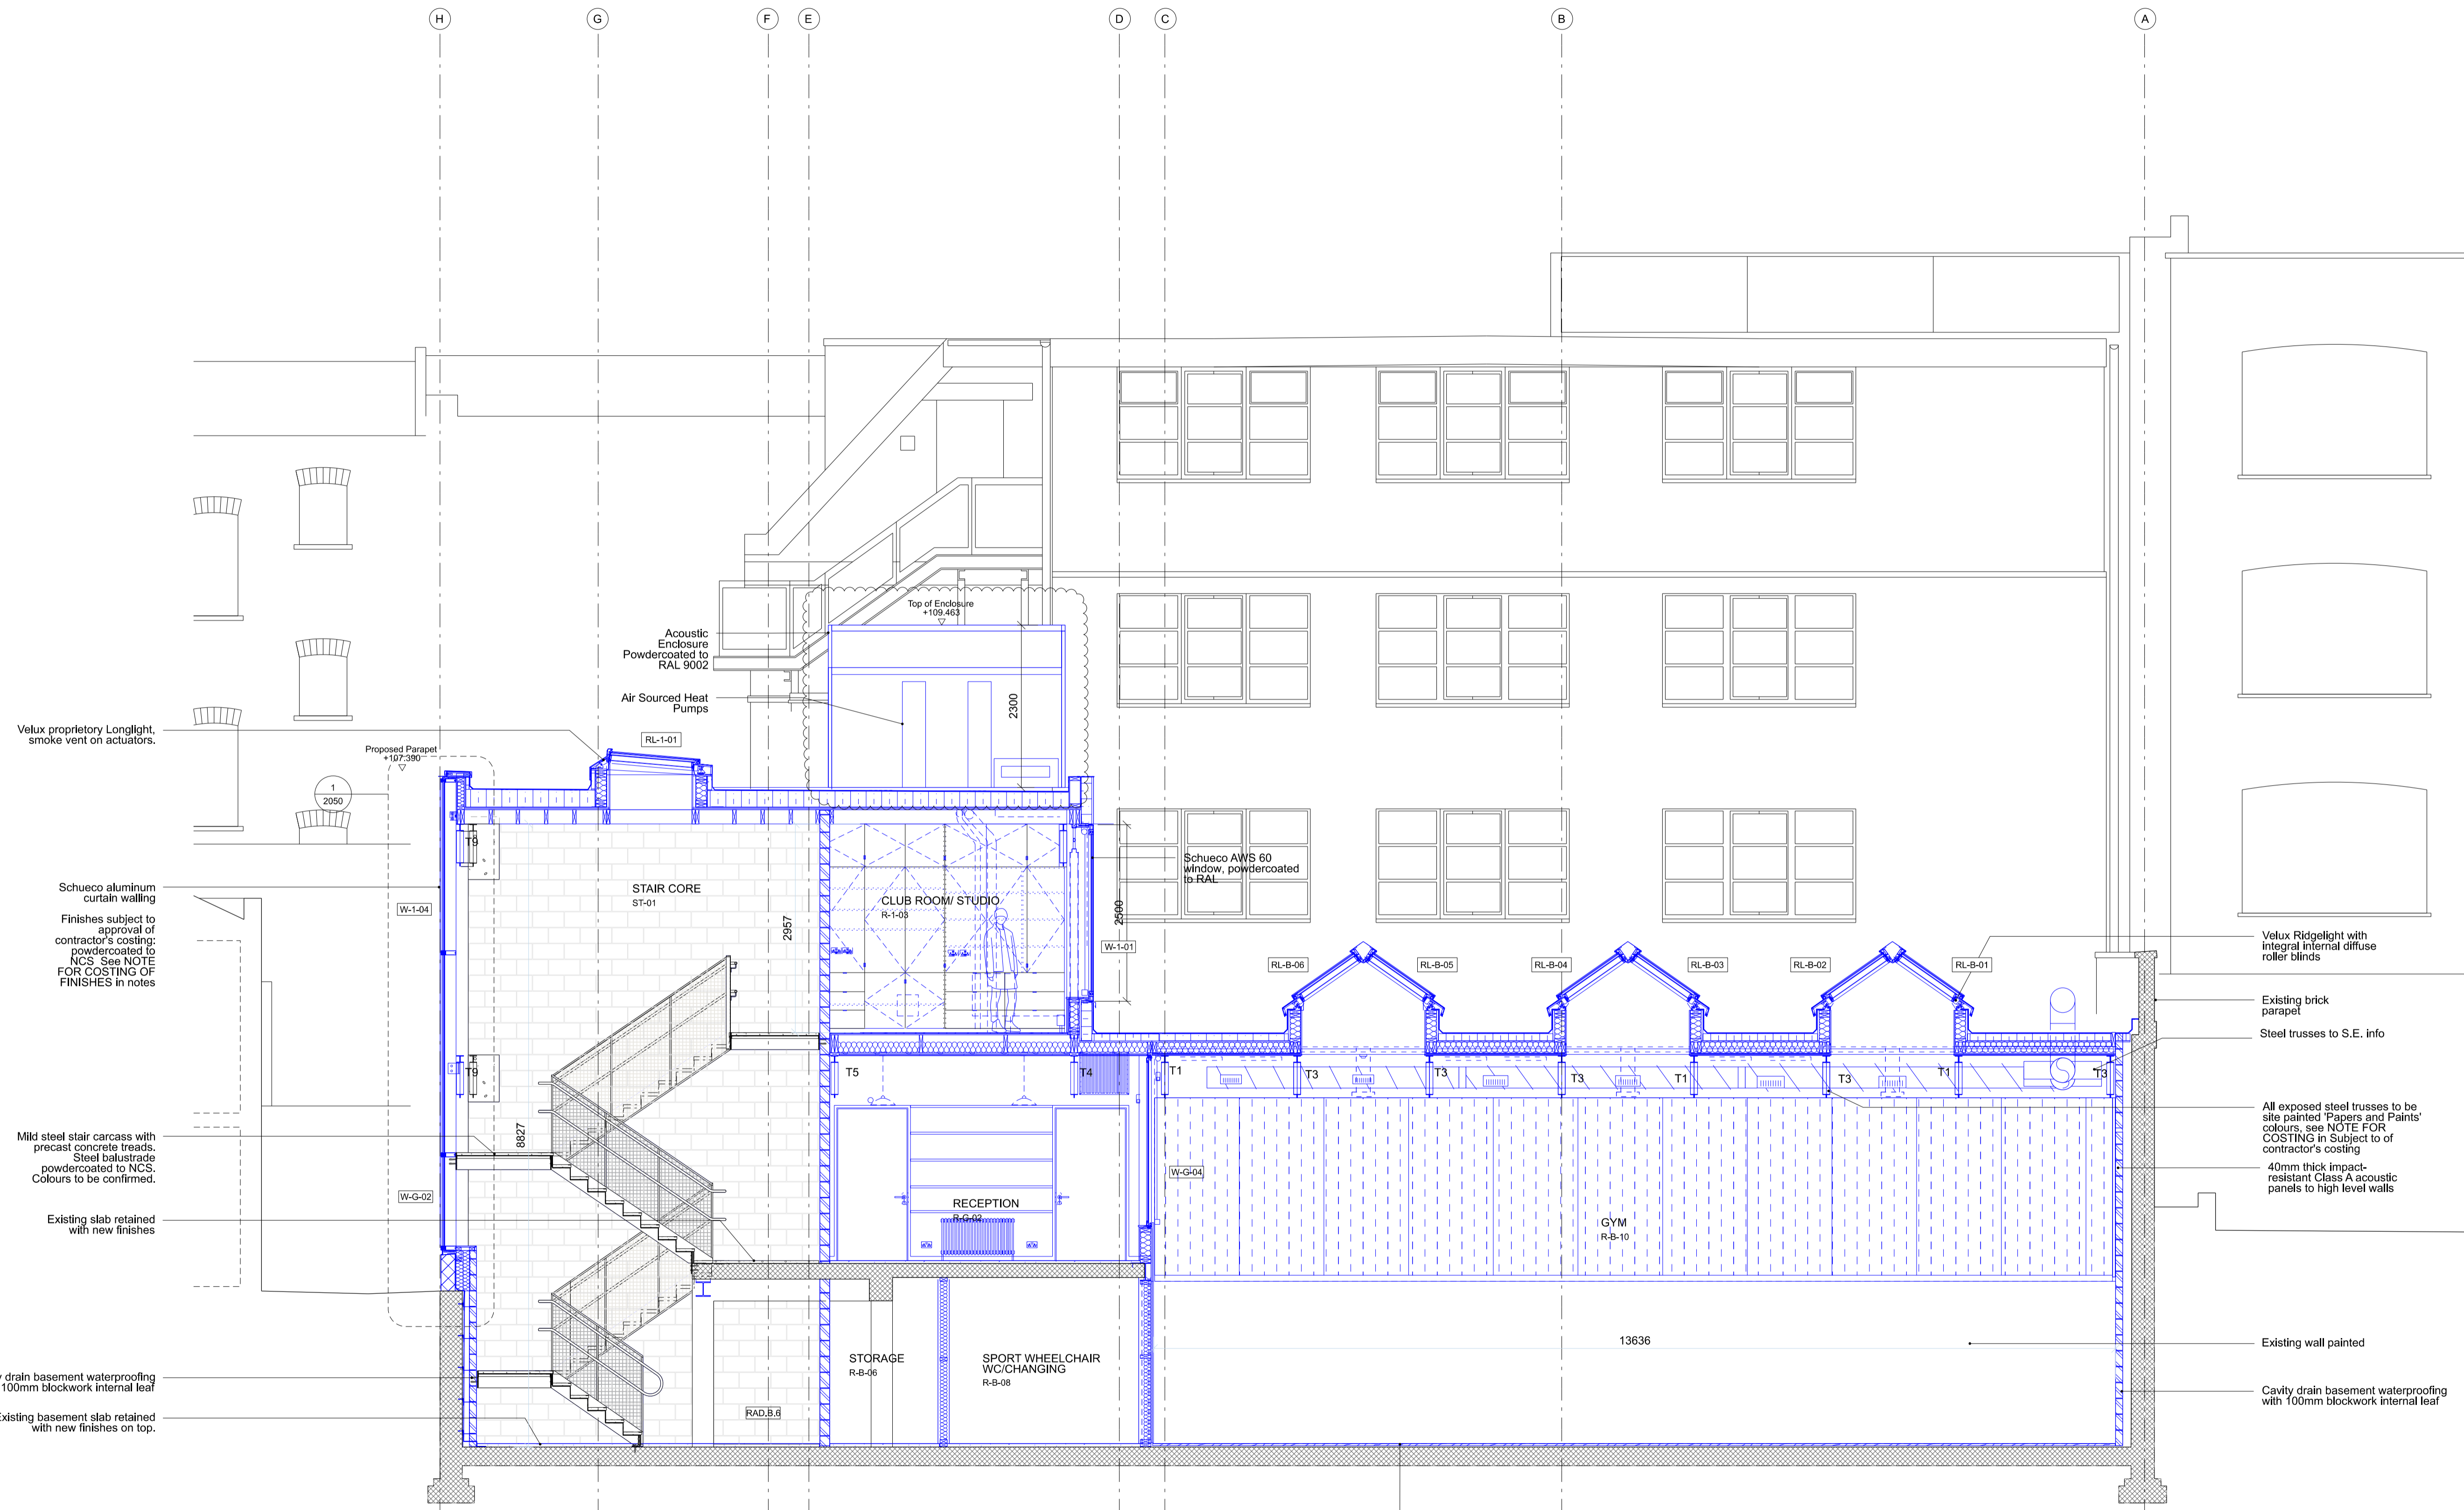 H
G
F
E
D
C
B
A
Top of Enclosure
+109.463
Acoustic
Enclosure
Powdercoated to
RAL 9002
Air Sourced Heat
Pumps
2300
Velux proprletory Longlight,
smoke vent on actuators.
RL-1-01
Proposed Parapet
+107.390
1
2050
T9
Schueco aluminum
curtain walling
Finishes subject to
approval of
contractor's costing:
powdercoated to
NCS See NOTE
FOR COSTING OF
FINISHES in notes
W-1-04
STAIR CORE
ST-01
2957
CLUB ROOM/ STUDIO
R-1-03
Schueco AWS 60
window, powdercoated
to RAL
2500
W-1-01
RL-B-06
RL-B-05
RL-B-04
RL-B-03
RL-B-02
RL-B-01
Velux Ridgelight with
integral internal diffuse
roller blinds
Existing brick
parapet
Steel trusses to S.E. info
T9
T5
T4
T1
T3
T3
T3
T1
T3
T1
T3
All exposed steel trusses to be
site painted 'Papers and Paints'
colours, see NOTE FOR
COSTING in Subject to of
contractor's costing
40mm thick impact-
resistant Class A acoustic
panels to high level walls
Mild steel stair carcass with
precast concrete treads.
Steel balustrade
powdercoated to NCS.
Colours to be confirmed.
8827
W-G-02
W-G-04
Existing slab retained
with new finishes
RECEPTION
R-G-02
GYM
R-B-10
13636
Existing wall painted
STORAGE
R-B-06
SPORT WHEELCHAIR
WC/CHANGING
R-B-08
RAD.B.6
drain basement waterproofing
100mm blockwork internal leaf
Existing basement slab retained
with new finishes on top.
Cavity drain basement waterproofing
with 100mm blockwork internal leaf